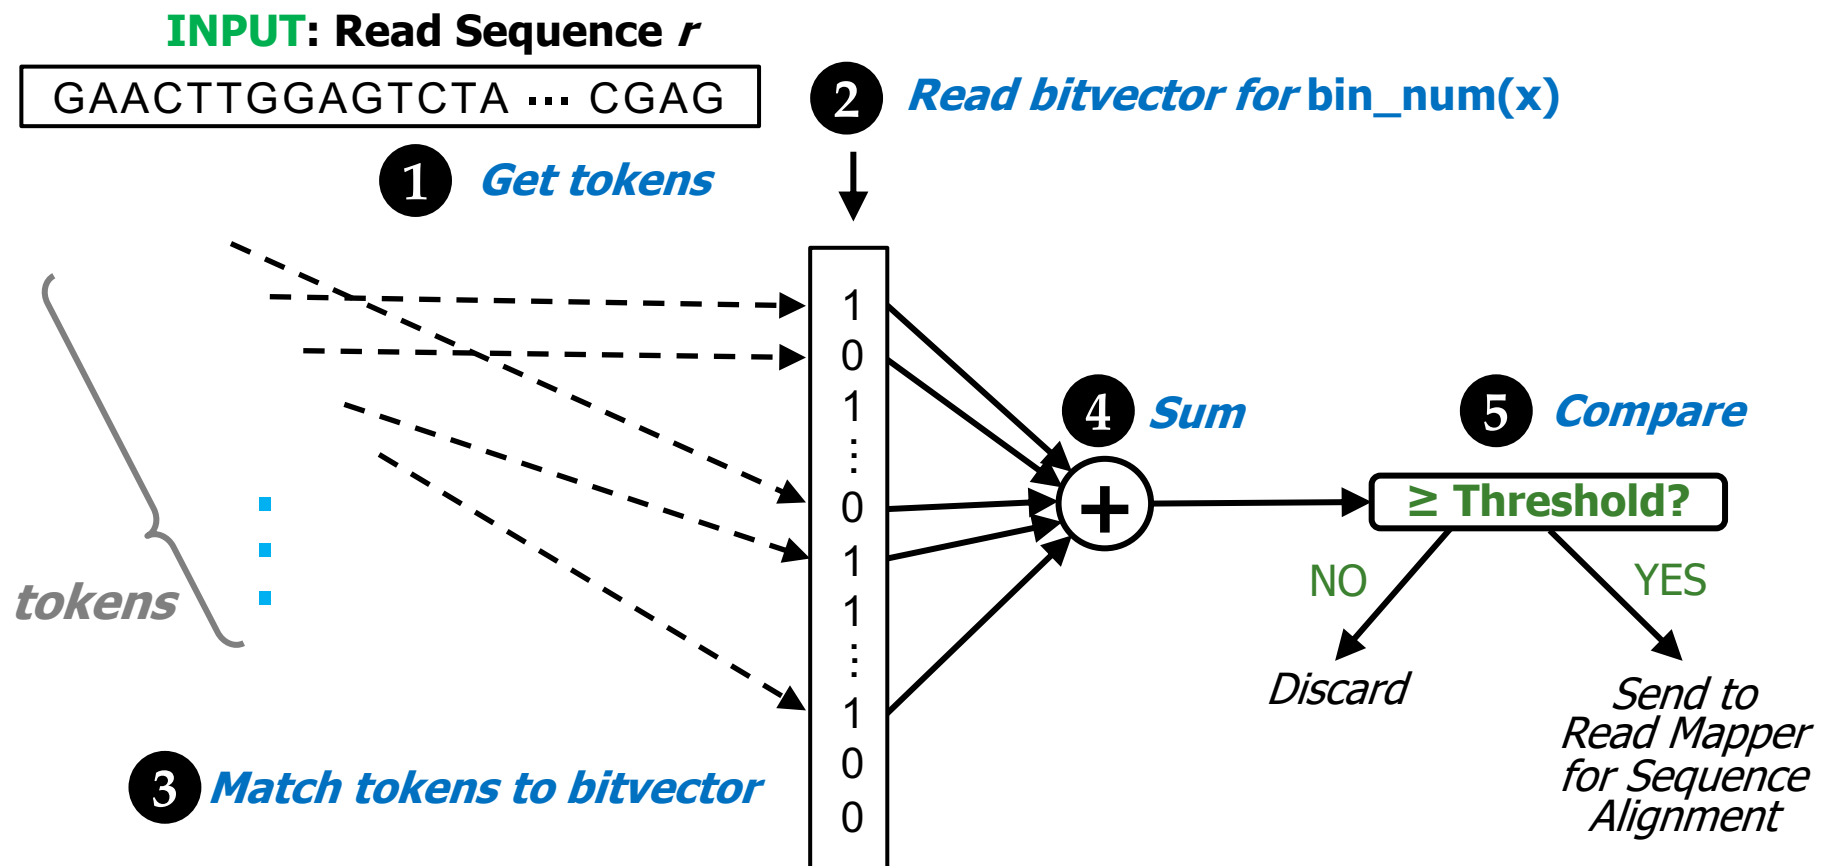 INPUT: Read Sequence r
GAACTTGGAGTCTA ... CGAG
2 Read bitvector for bin_num(x)
1 Get tokens
1
0
1
⋮
0
1
1
⋮
1
0
0
tokens
3 Match tokens to bitvector
4 Sum
+
5 Compare
≥ Threshold?
NO
YES
Discard
Send to
Read Mapper
for Sequence
Alignment